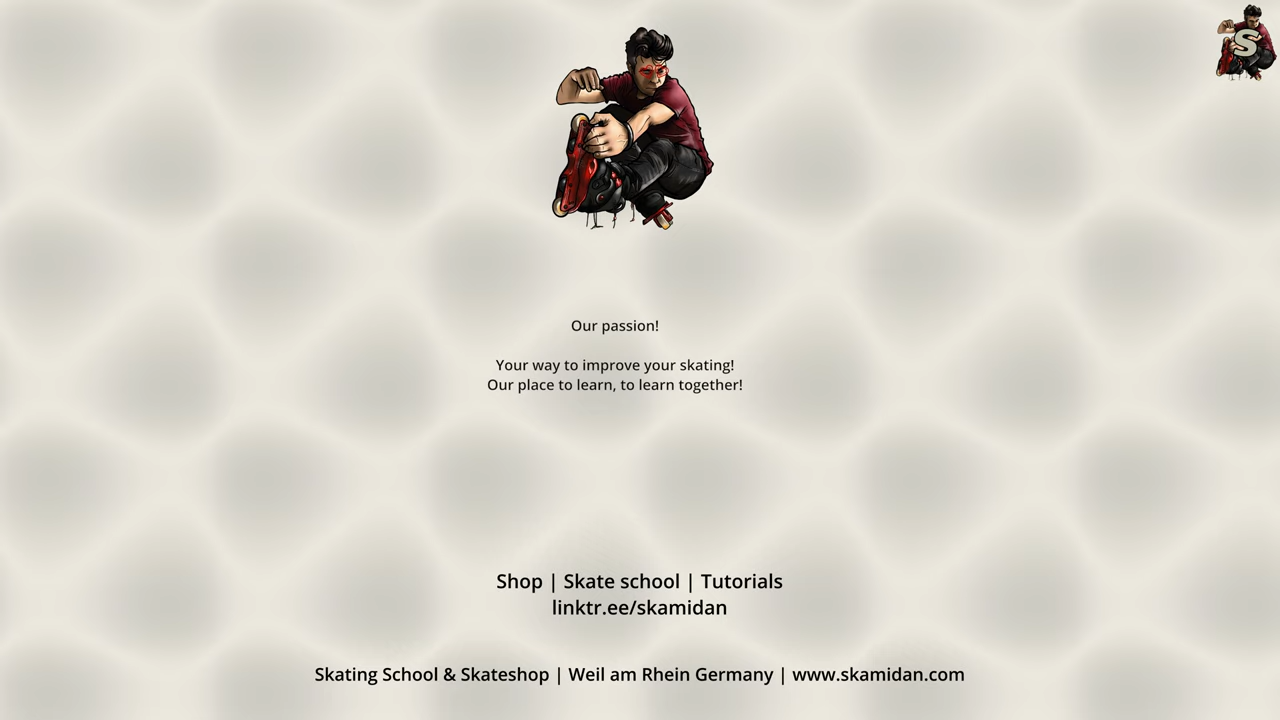 S
Our passion!
Your way to improve your skating!
Our place to learn, to learn together!
Shop | Skate school | Tutorials
linktr.ee/skamidan
Skating School & Skateshop | Weil am Rhein Germany | www.skamidan.com